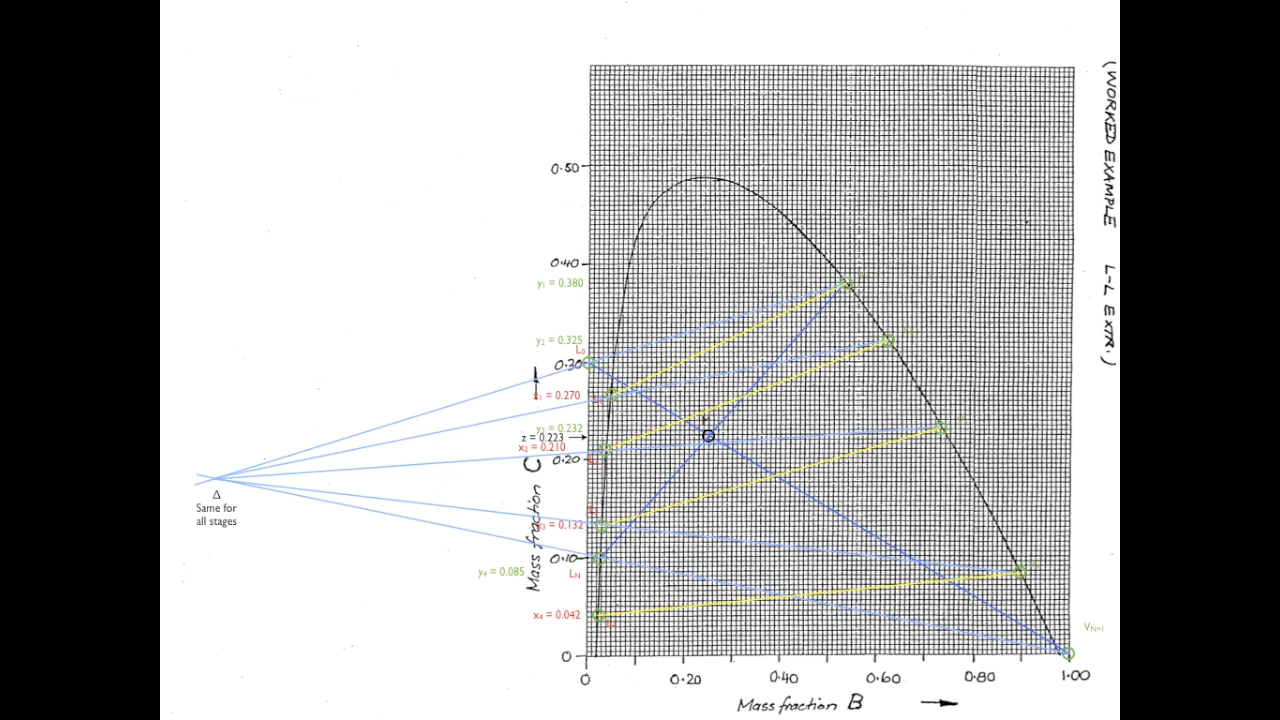 (WORKED EXAMPLE L-L EXTR.)
0.50
0.40
y₁ = 0.380
y₂ = 0.325
L₀
0.30
x₁ = 0.270
y₃ = 0.232
z = 0.223
x₂ = 0.210
0.20
Δ
Same for
all stages
x₃ = 0.132
0.10
y₄ = 0.085
Lₙ
x₄ = 0.042
Vₙ₊₁
0
Mass fraction C
0 0.20 0.40 0.60 0.80 1.00
Mass fraction B